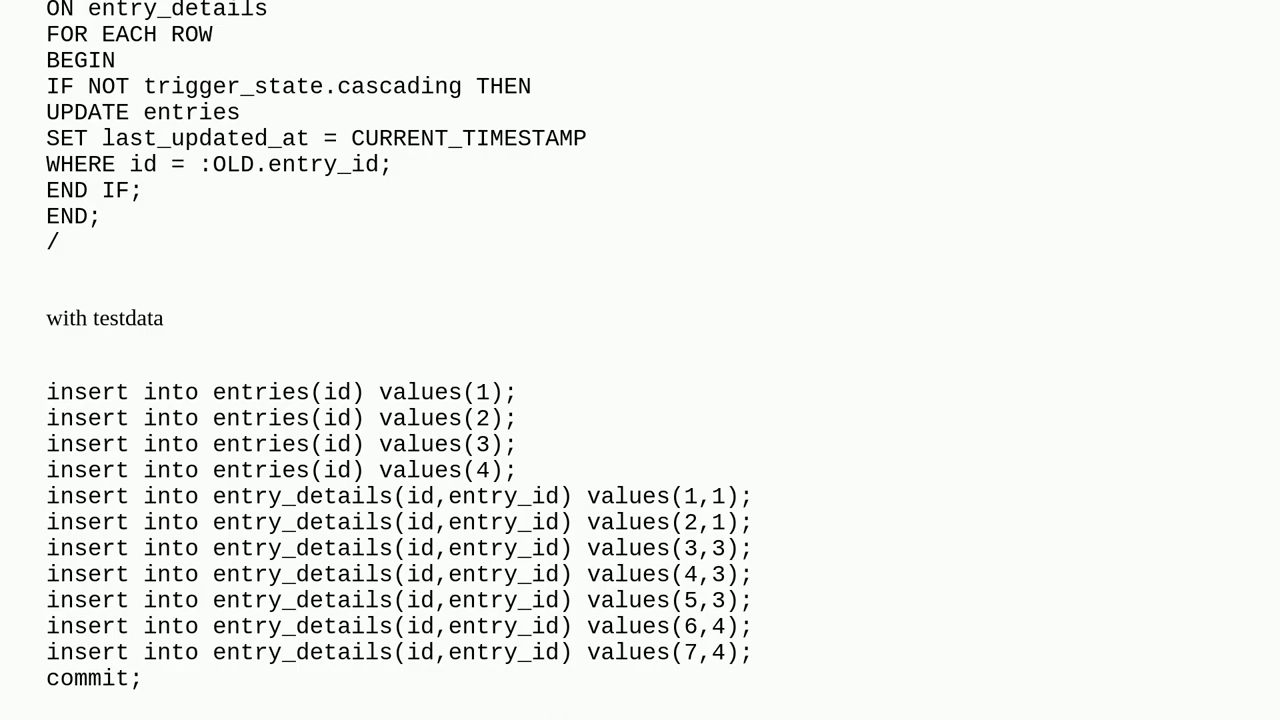 ON entry_details
FOR EACH ROW
BEGIN
IF NOT trigger_state.cascading THEN
UPDATE entries
SET last_updated_at = CURRENT_TIMESTAMP
WHERE id = :OLD.entry_id;
END IF;
END;
/
with testdata
insert into entries(id) values(1);
insert into entries(id) values(2);
insert into entries(id) values(3);
insert into entries(id) values(4);
insert into entry_details(id,entry_id) values(1,1);
insert into entry_details(id,entry_id) values(2,1);
insert into entry_details(id,entry_id) values(3,3);
insert into entry_details(id,entry_id) values(4,3);
insert into entry_details(id,entry_id) values(5,3);
insert into entry_details(id,entry_id) values(6,4);
insert into entry_details(id,entry_id) values(7,4);
commit;